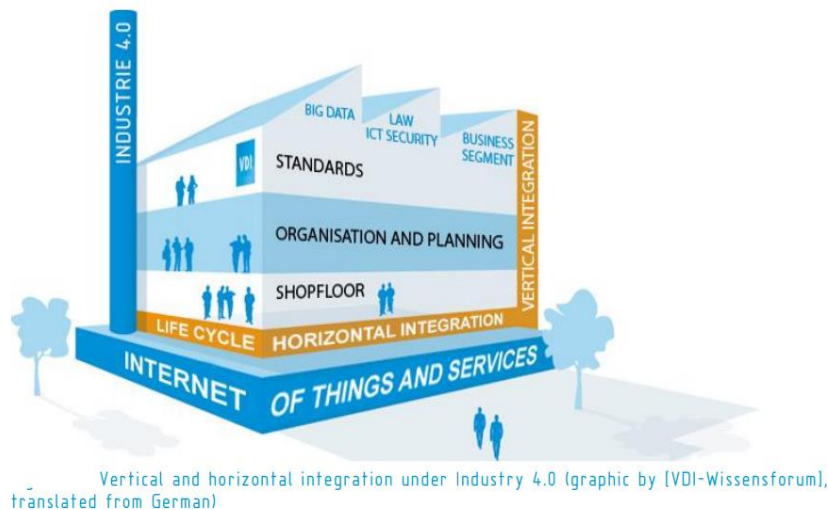 INDUSTRIE 4.0
BIG DATA
LAW
ICT SECURITY
BUSINESS
SEGMENT
VDI
STANDARDS
ORGANISATION AND PLANNING
SHOPFLOOR
VERTICAL INTEGRATION
LIFE CYCLE
HORIZONTAL INTEGRATION
INTERNET
OF THINGS AND SERVICES
Vertical and horizontal integration under Industry 4.0 (graphic by [VDI-Wissensforum],
translated from German)